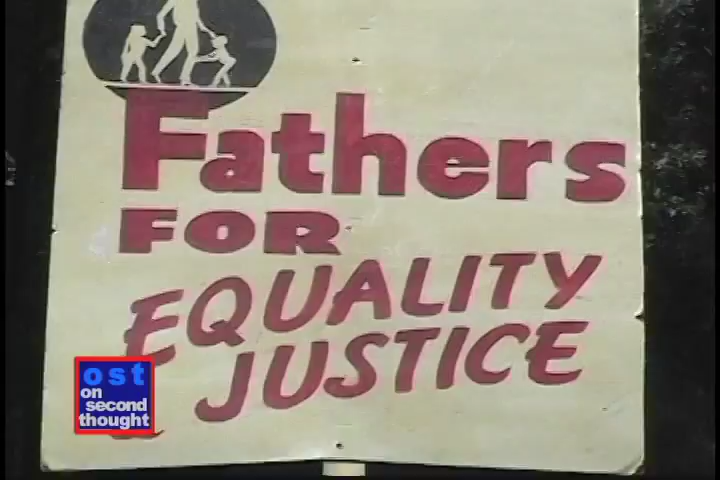 Fathers
FOR
EQUALITY
JUSTICE
ost
on
second
thought